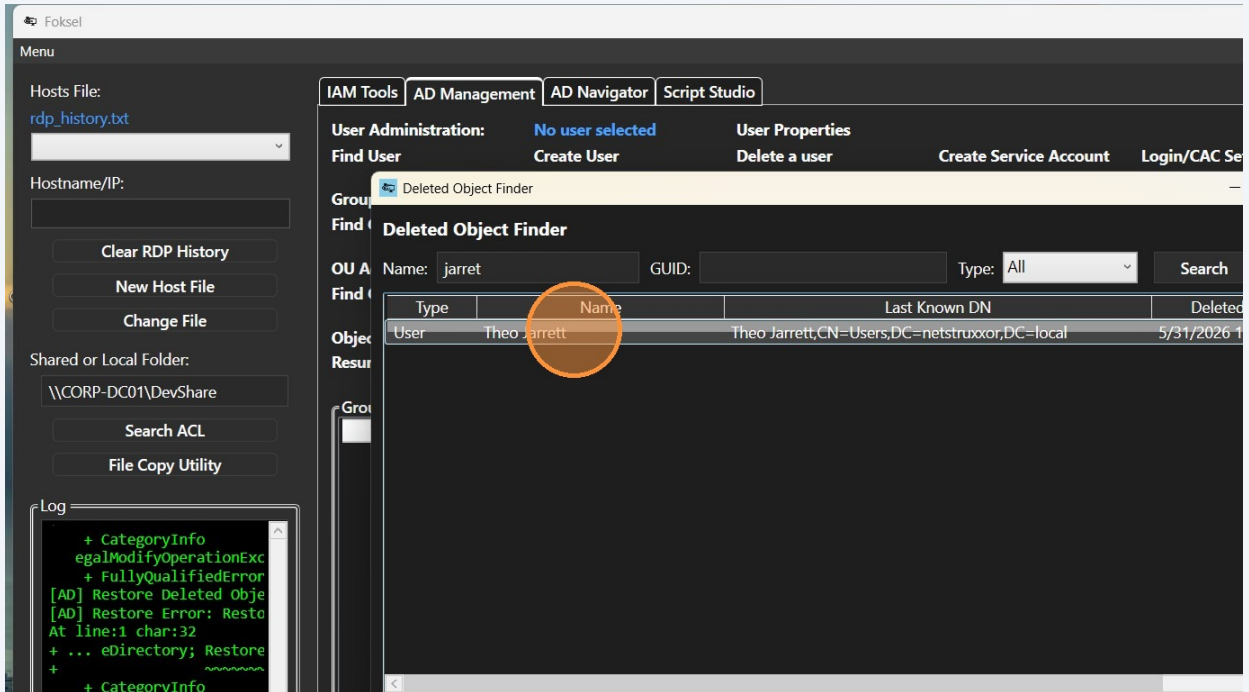 Foksel
Menu
Hosts File:
rdp_history.txt
Hostname/IP:
Clear RDP History
New Host File
Change File
Shared or Local Folder:
\\CORP-DC01\DevShare
Search ACL
File Copy Utility
Log
+ CategoryInfo
egalModifyOperationExc
+ FullyQualifiedError
[AD] Restore Deleted Obje
[AD] Restore Error: Resto
At line:1 char:32
+ ... eDirectory; Restore
+ ~~~~~~~
+ CategoryInfo
IAM Tools AD Management AD Navigator Script Studio
User Administration: No user selected User Properties
Find User Create User Delete a user Create Service Account Login/CAC Se
Grou
Find
OU A
Find
Objec
Resu
Grou
Deleted Object Finder
Deleted Object Finder
Name: jarret GUID: Type: All Search
Type Name Last Known DN Deleted
User Theo Jarrett Theo Jarrett,CN=Users,DC=netstruxxor,DC=local 5/31/2026 1